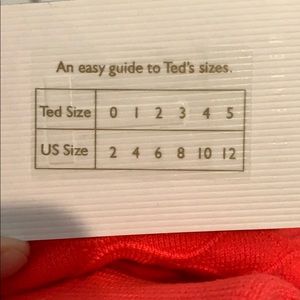 An easy guide to Ted's sizes.
Ted Size 0 1 2 3 4 5
US Size 2 4 6 8 10 12